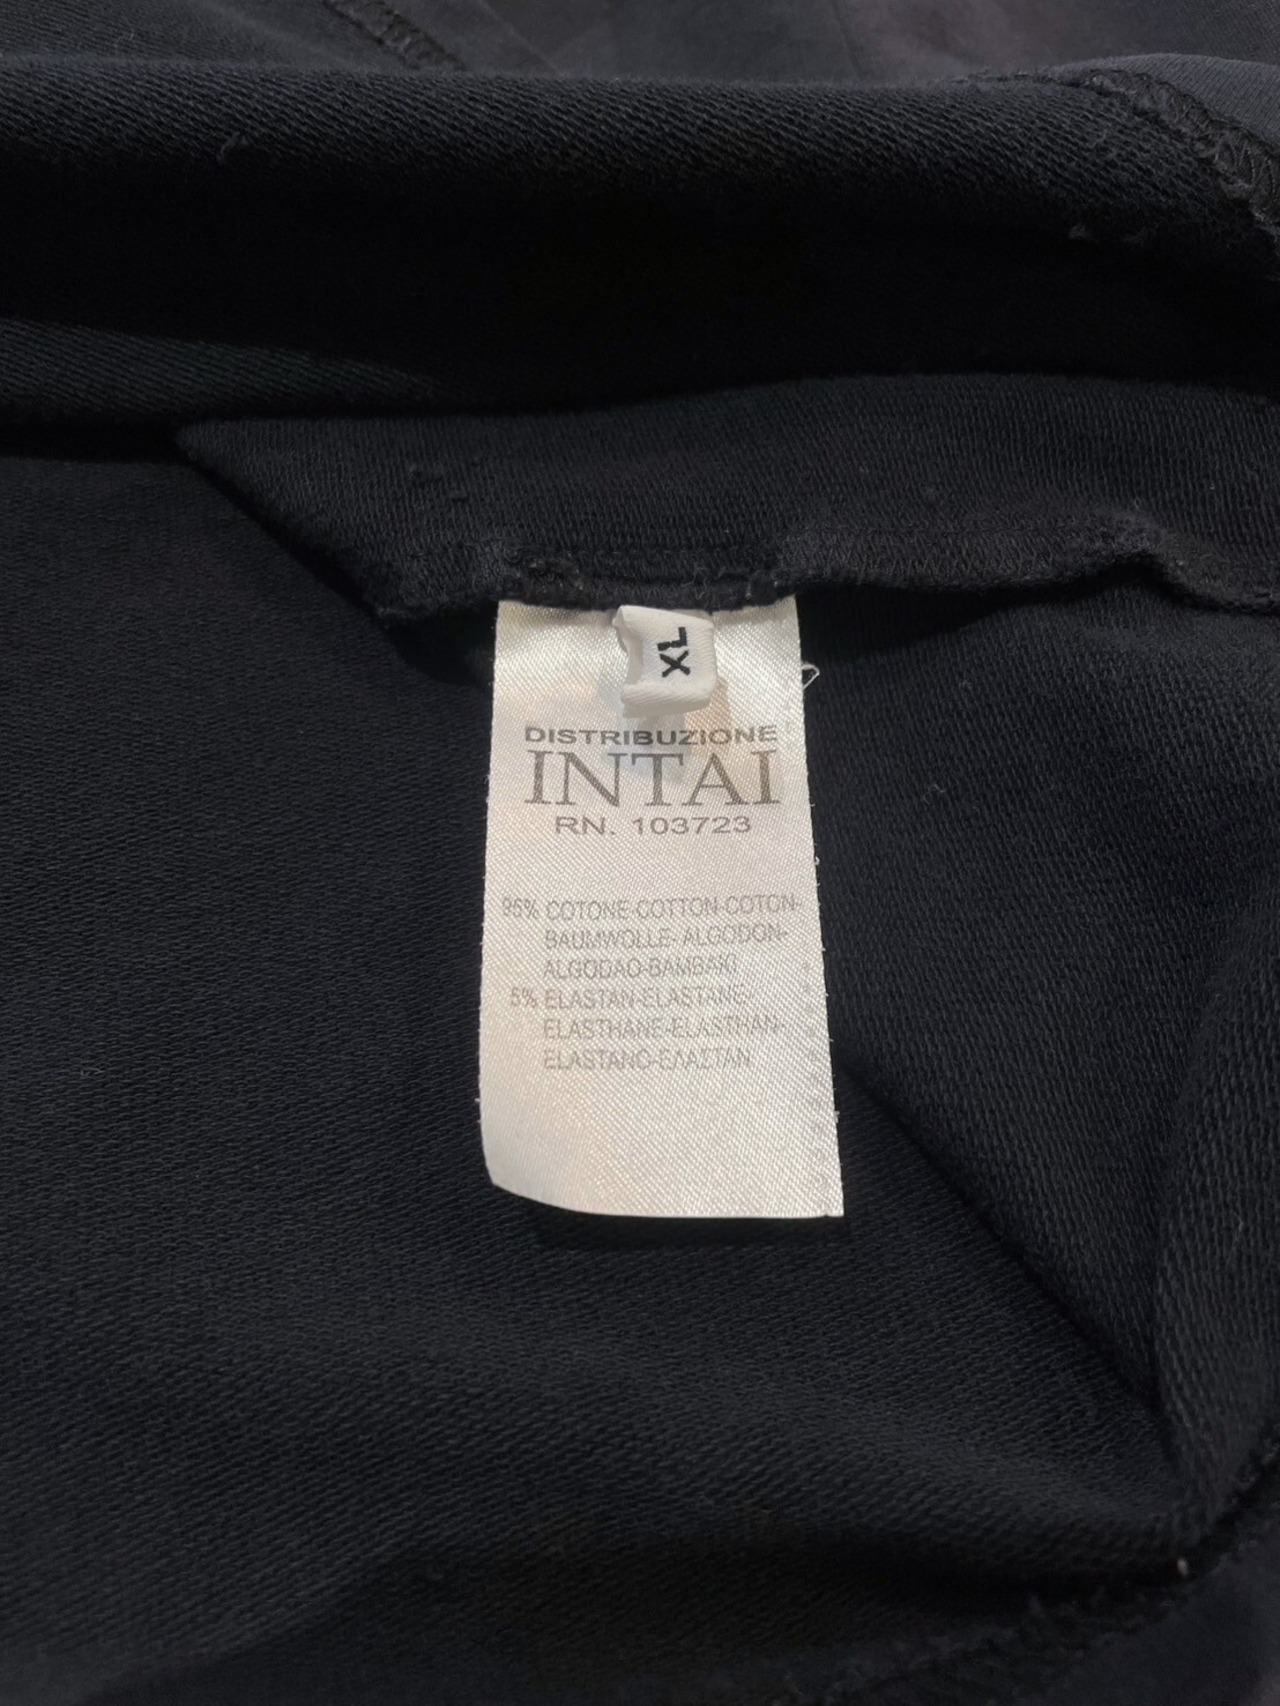 XL
DISTRIBUZIONE
INTAI
RN. 103723
95% COTONE-COTTON-COTON-
BAUMWOLLE-ALGODON-
ALGODAO-BAMBAKI
5% ELASTAN-ELASTANE-
ELASTHANE-ELASTHAN-
ELASTANO-ΕΛΑΣΤΑΝ